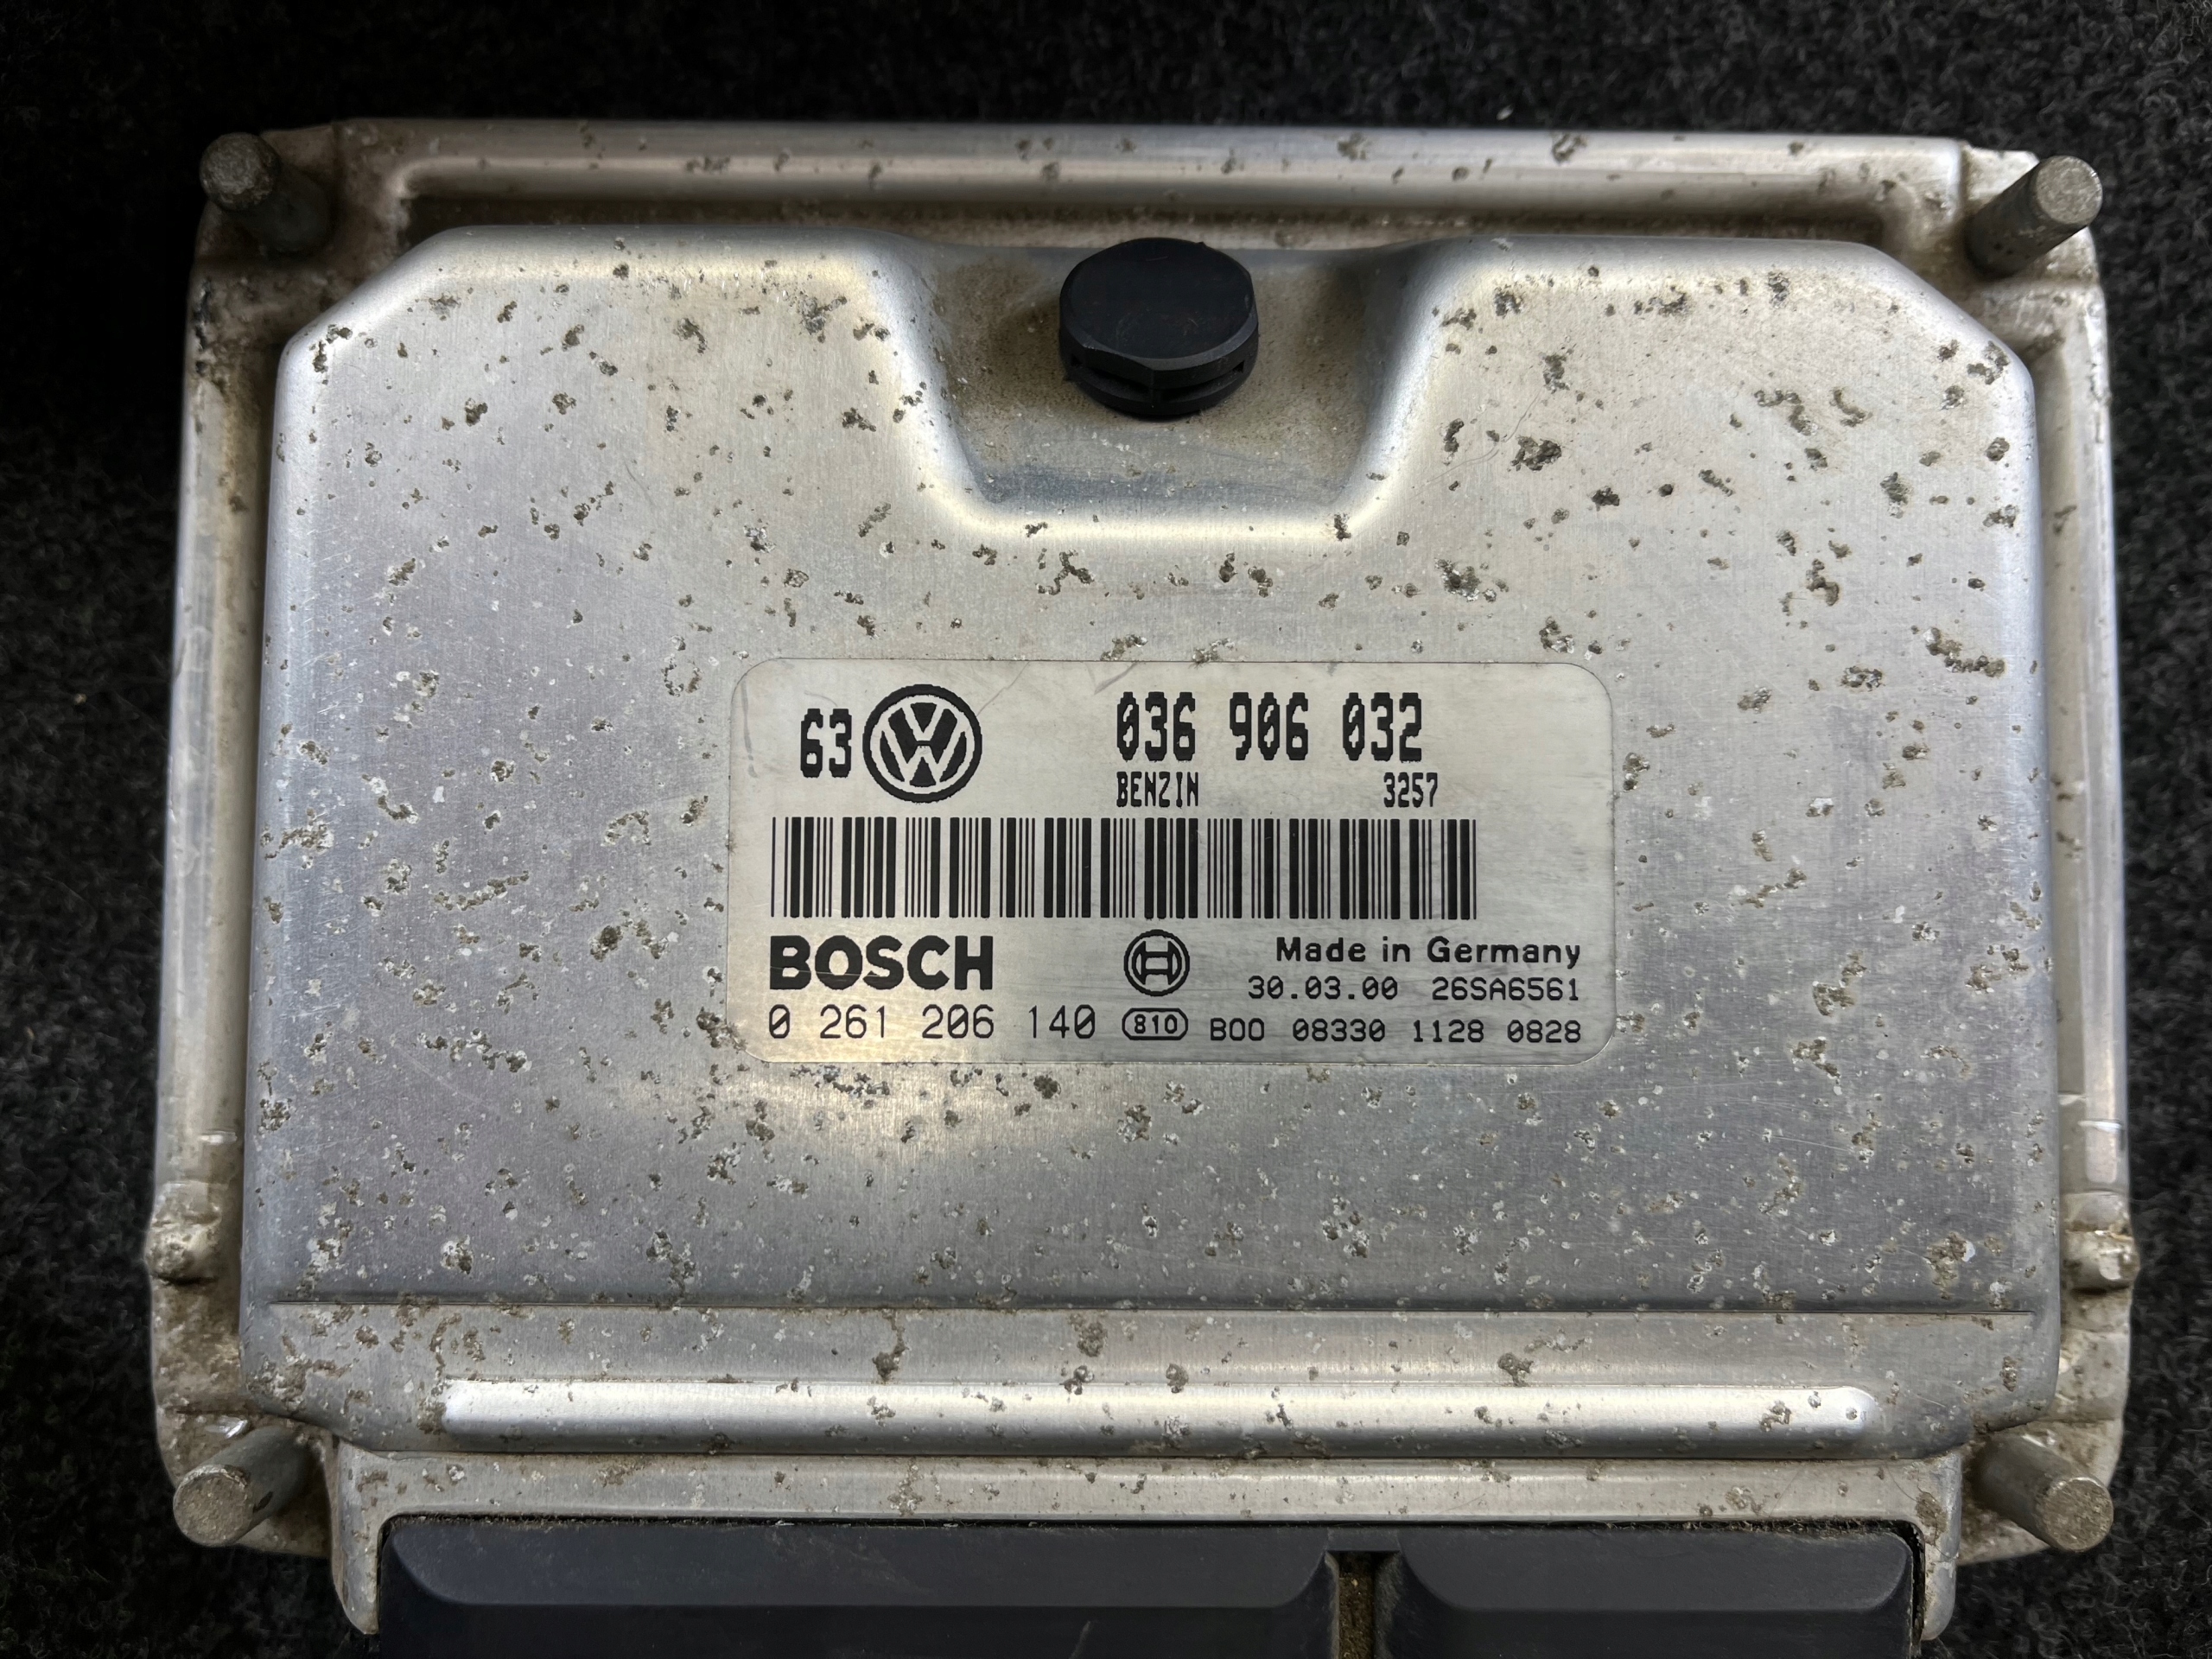 63 036 906 032
BENZIN 3257
BOSCH Made in Germany
30.03.00 26SA6561
0 261 206 140 810 B00 08330 1128 0828